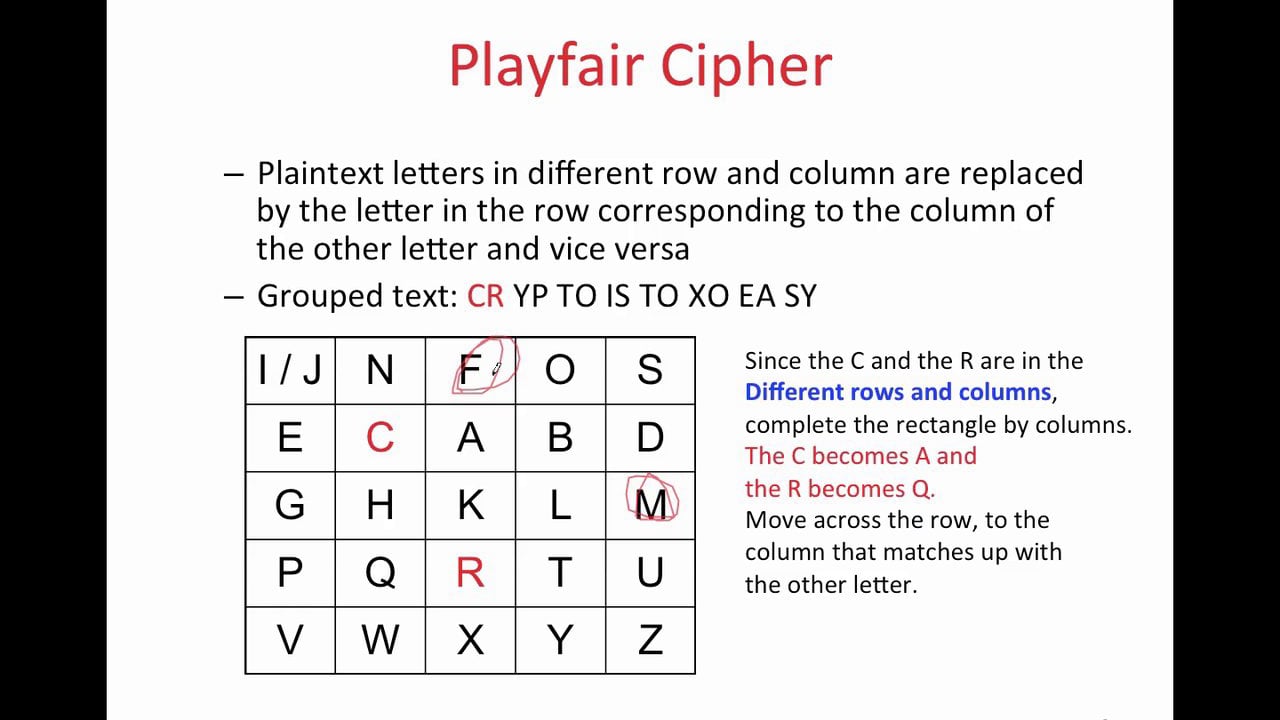 Playfair Cipher
– Plaintext letters in different row and column are replaced
by the letter in the row corresponding to the column of
the other letter and vice versa
– Grouped text: CR YP TO IS TO XO EA SY
I / J N F O S
E C A B D
G H K L M
P Q R T U
V W X Y Z
Since the C and the R are in the
Different rows and columns,
complete the rectangle by columns.
The C becomes A and
the R becomes Q.
Move across the row, to the
column that matches up with
the other letter.